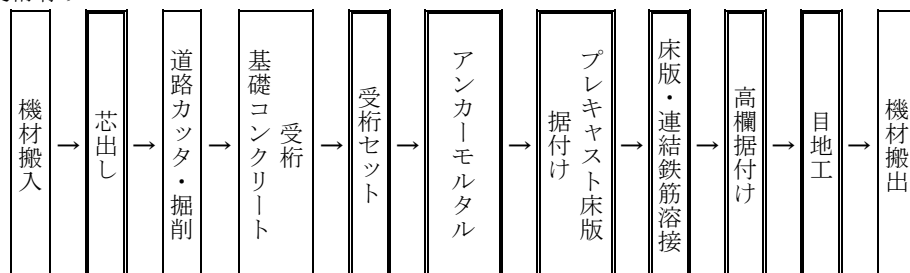 機材搬入
→
芯出し
→
道路カッタ・掘削
→
受桁
基礎コンクリート
→
受桁セット
→
アンカーモルタル
→
プレキャスト床版
据付け
→
床版・連結鉄筋溶接
→
高欄据付け
→
目地工
→
機材搬出